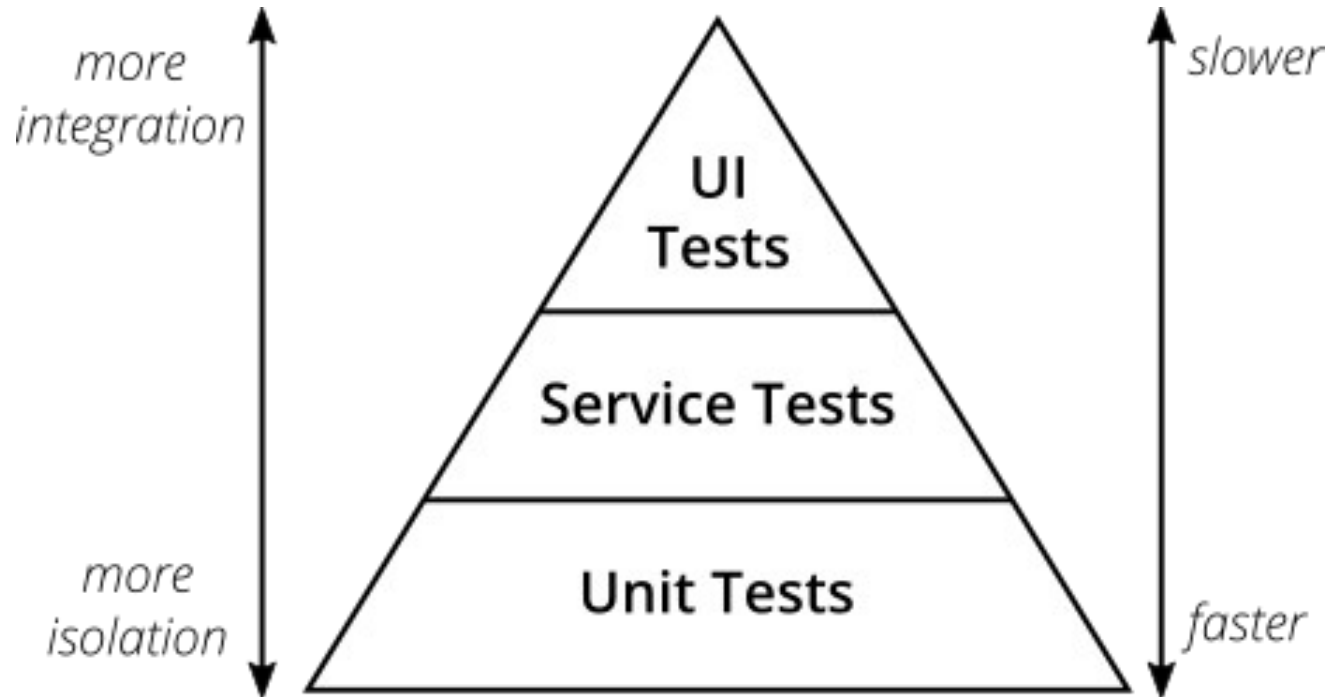 more
integration
slower
UI
Tests
Service Tests
Unit Tests
more
isolation
faster